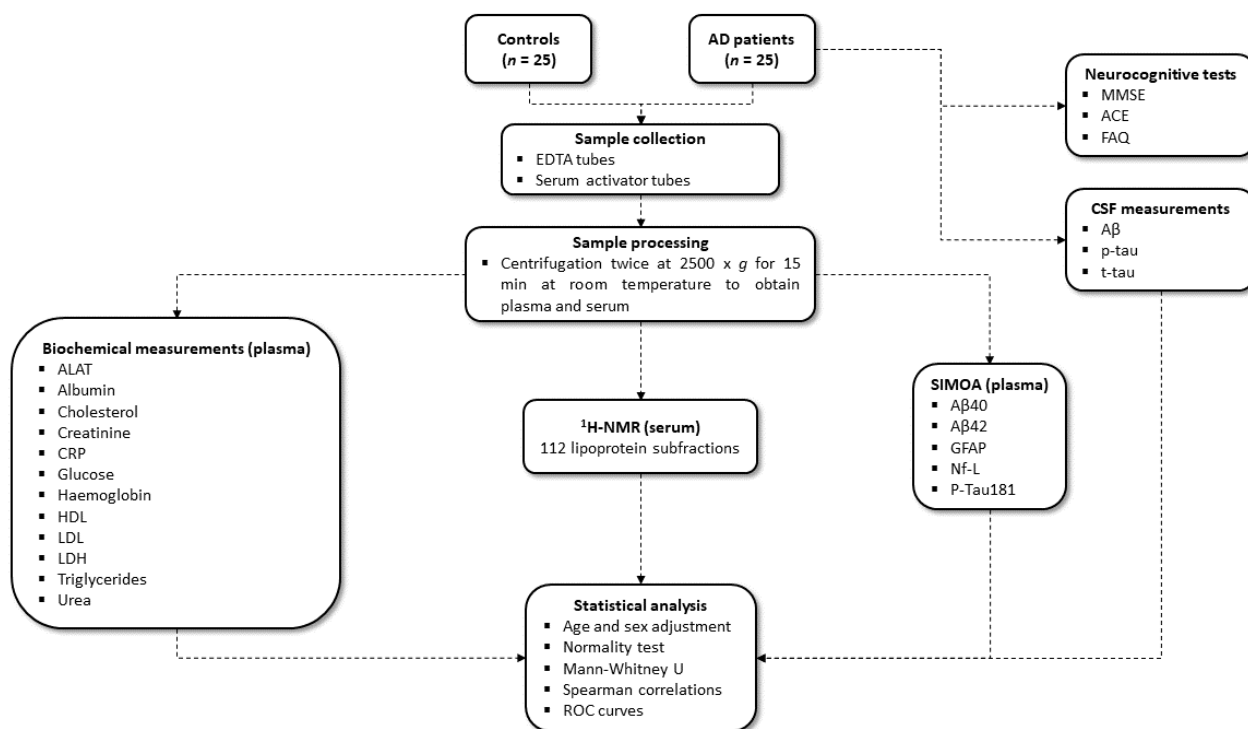 Controls
(n = 25)
AD patients
(n = 25)
Neurocognitive tests
▪ MMSE
▪ ACE
▪ FAQ
Sample collection
▪ EDTA tubes
▪ Serum activator tubes
CSF measurements
▪ Aβ
▪ p-tau
▪ t-tau
Sample processing
▪ Centrifugation twice at 2500 x g for 15
min at room temperature to obtain
plasma and serum
Biochemical measurements (plasma)
▪ ALAT
▪ Albumin
▪ Cholesterol
▪ Creatinine
▪ CRP
▪ Glucose
▪ Haemoglobin
▪ HDL
▪ LDL
▪ LDH
▪ Triglycerides
▪ Urea
¹H-NMR (serum)
112 lipoprotein subfractions
SIMOA (plasma)
▪ Aβ40
▪ Aβ42
▪ GFAP
▪ Nf-L
▪ P-Tau181
Statistical analysis
▪ Age and sex adjustment
▪ Normality test
▪ Mann-Whitney U
▪ Spearman correlations
▪ ROC curves